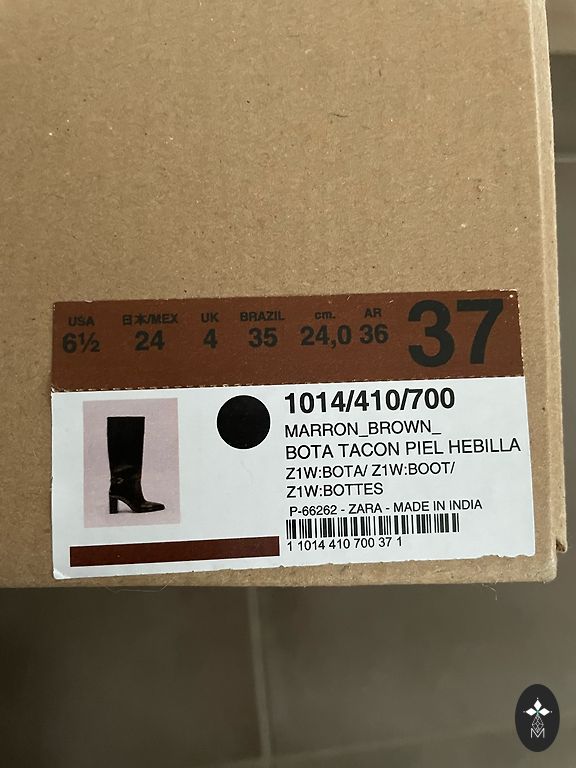 USA 日本/MEX UK BRAZIL cm. AR 37
6½ 24 4 35 24,0 36
1014/410/700
MARRON_BROWN_
BOTA TACON PIEL HEBILLA
Z1W:BOTA/ Z1W:BOOT/
Z1W:BOTTES
P-66262 - ZARA - MADE IN INDIA
1 1014 410 700 37 1
M